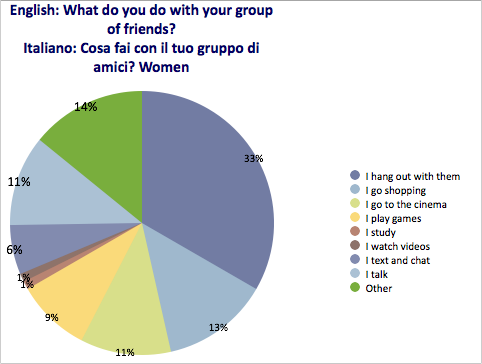 English: What do you do with your group
of friends?
Italiano: Cosa fai con il tuo gruppo di
amici? Women
14%
33%
11%
6%
1%
1%
9%
11%
13%
I hang out with them
I go shopping
I go to the cinema
I play games
I study
I watch videos
I text and chat
I talk
Other